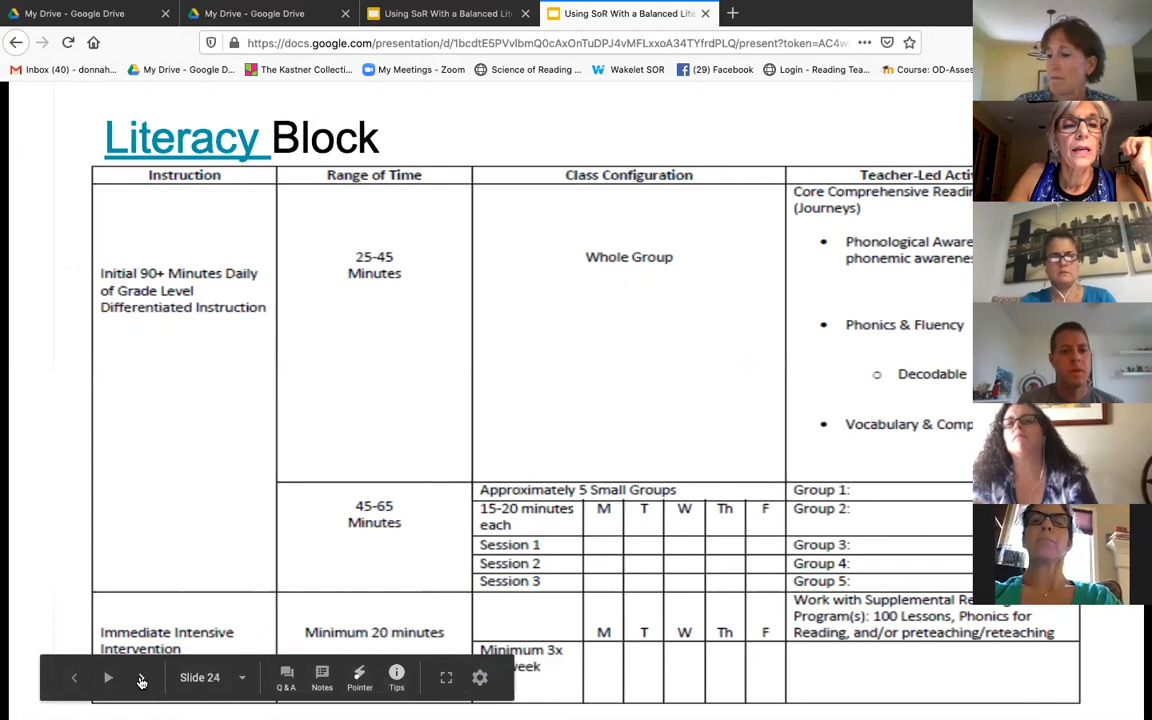 My Drive - Google Drive
My Drive - Google Drive
Using SoR With a Balanced Lite
Using SoR With a Balanced Lite
https://docs.google.com/presentation/d/1bcdtE5PVvlbmQ0cAxOnTuDPJ4vMFLxxoA34TYfrdPLQ/present?token=AC4w
Inbox (40) - donnah...
My Drive - Google D...
The Kastner Collecti...
My Meetings - Zoom
Science of Reading ...
Wakelet SOR
(29) Facebook
Login - Reading Tea...
Course: OD-Asses
Literacy Block
Instruction
Range of Time
Class Configuration
Teacher-Led Acti
Initial 90+ Minutes Daily
of Grade Level
Differentiated Instruction
25-45
Minutes
Whole Group
Core Comprehensive Readin
(Journeys)
• Phonological Aware
phonemic awareness
• Phonics & Fluency
o Decodable
• Vocabulary & Comp
45-65
Minutes
Approximately 5 Small Groups
15-20 minutes
each
M T W Th F
Session 1
Session 2
Session 3
Group 1:
Group 2:
Group 3:
Group 4:
Group 5:
Immediate Intensive
Intervention
Minimum 20 minutes
M T W Th F
Minimum 3x
week
Work with Supplemental Re
Program(s): 100 Lessons, Phonics for
Reading, and/or preteaching/reteaching
Slide 24
Q & A
Notes
Pointer
Tips